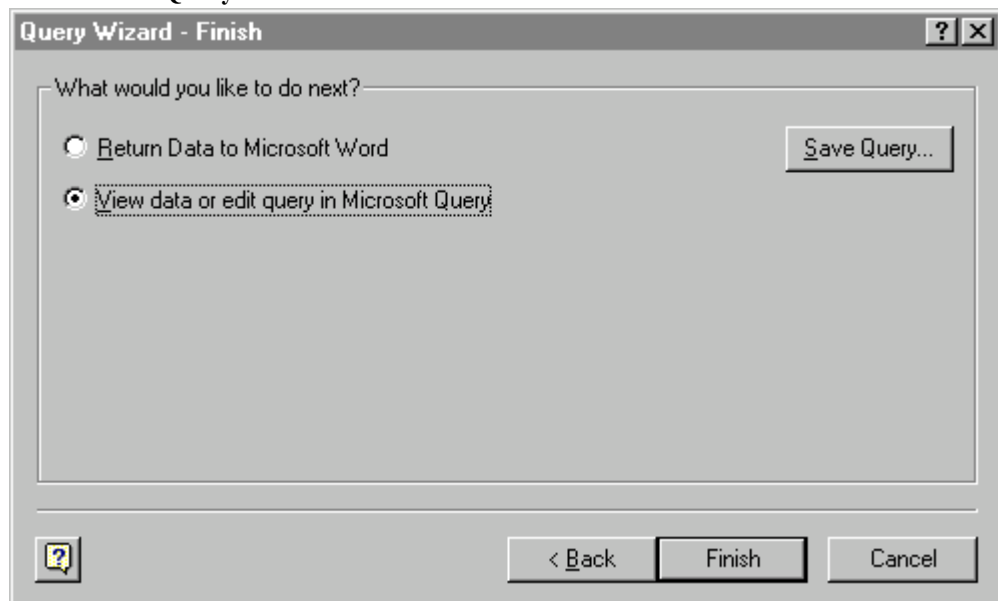 Query Wizard - Finish
What would you like to do next?
Return Data to Microsoft Word
Save Query...
View data or edit query in Microsoft Query
< Back
Finish
Cancel